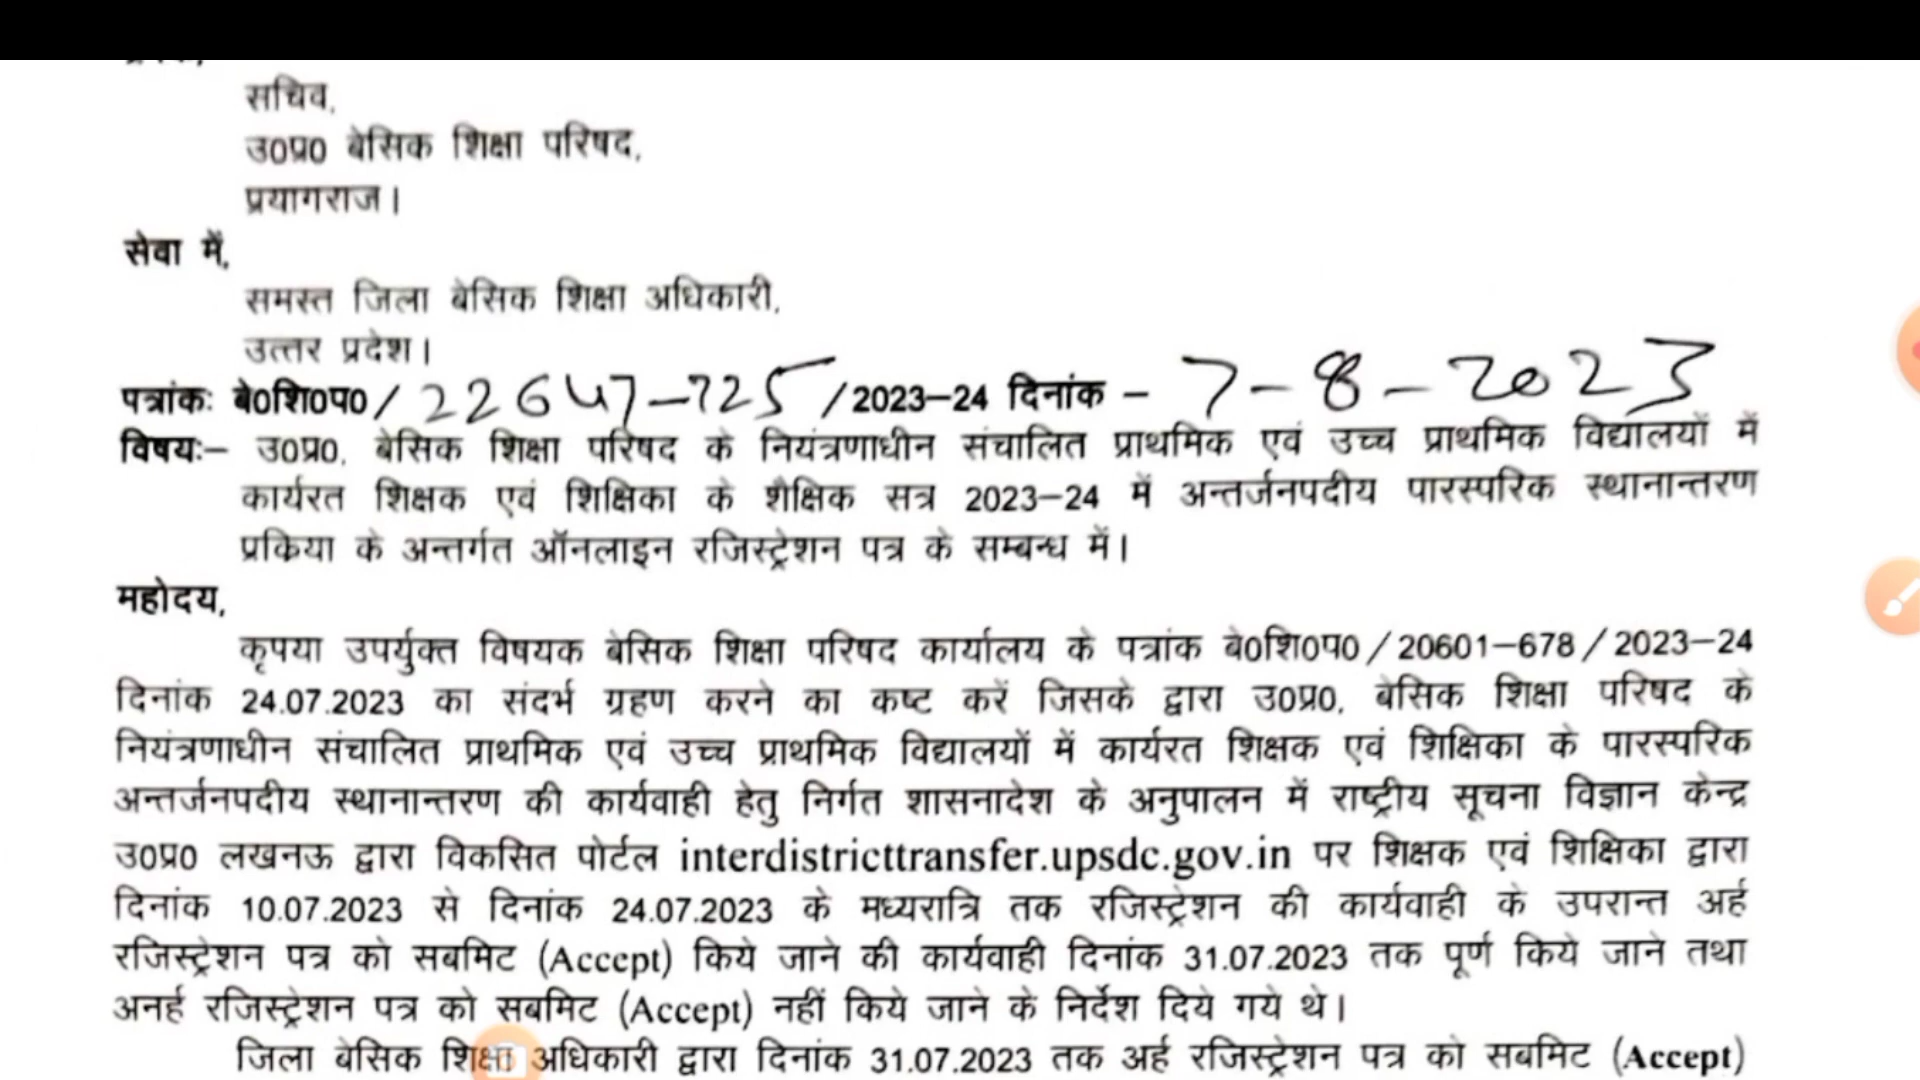 सचिव,
उ0प्र0 बेसिक शिक्षा परिषद,
प्रयागराज।
सेवा में,
समस्त जिला बेसिक शिक्षा अधिकारी,
उत्तर प्रदेश।
पत्रांकः बे0शि0प0/22647-725/2023-24 दिनांक - 7-8-2023
विषयः- उ0प्र0, बेसिक शिक्षा परिषद के नियंत्रणाधीन संचालित प्राथमिक एवं उच्च प्राथमिक विद्यालयों में
कार्यरत शिक्षक एवं शिक्षिका के शैक्षिक सत्र 2023-24 में अन्तर्जनपदीय पारस्परिक स्थानान्तरण
प्रकिया के अन्तर्गत ऑनलाइन रजिस्ट्रेशन पत्र के सम्बन्ध में।
महोदय,
कृपया उपर्युक्त विषयक बेसिक शिक्षा परिषद कार्यालय के पत्रांक बे0शि0प0/20601-678/2023-24
दिनांक 24.07.2023 का संदर्भ ग्रहण करने का कष्ट करें जिसके द्वारा उ0प्र0, बेसिक शिक्षा परिषद के
नियंत्रणाधीन संचालित प्राथमिक एवं उच्च प्राथमिक विद्यालयों में कार्यरत शिक्षक एवं शिक्षिका के पारस्परिक
अन्तर्जनपदीय स्थानान्तरण की कार्यवाही हेतु निर्गत शासनादेश के अनुपालन में राष्ट्रीय सूचना विज्ञान केन्द्र
उ0प्र0 लखनऊ द्वारा विकसित पोर्टल interdistricttransfer.upsdc.gov.in पर शिक्षक एवं शिक्षिका द्वारा
दिनांक 10.07.2023 से दिनांक 24.07.2023 के मध्यरात्रि तक रजिस्ट्रेशन की कार्यवाही के उपरान्त अर्ह
रजिस्ट्रेशन पत्र को सबमिट (Accept) किये जाने की कार्यवाही दिनांक 31.07.2023 तक पूर्ण किये जाने तथा
अनर्ह रजिस्ट्रेशन पत्र को सबमिट (Accept) नहीं किये जाने के निर्देश दिये गये थे।
जिला बेसिक शिक्षा अधिकारी द्वारा दिनांक 31.07.2023 तक अर्ह रजिस्ट्रेशन पत्र को सबमिट (Accept)